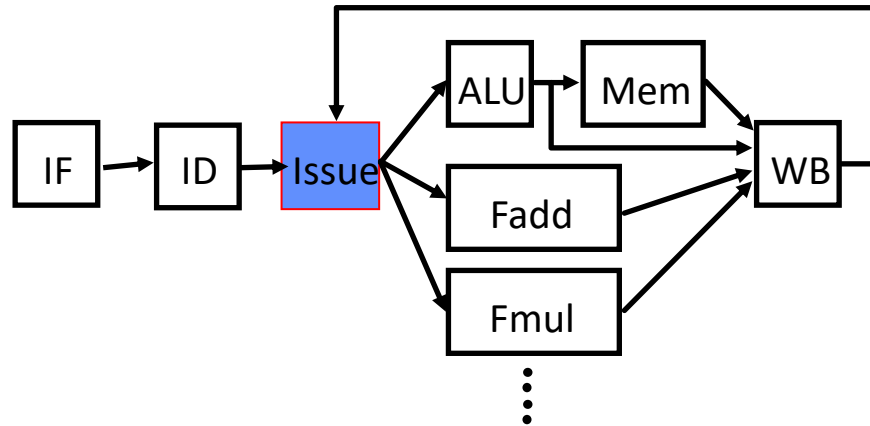 IF
ID
Issue
ALU
Mem
Fadd
Fmul
WB